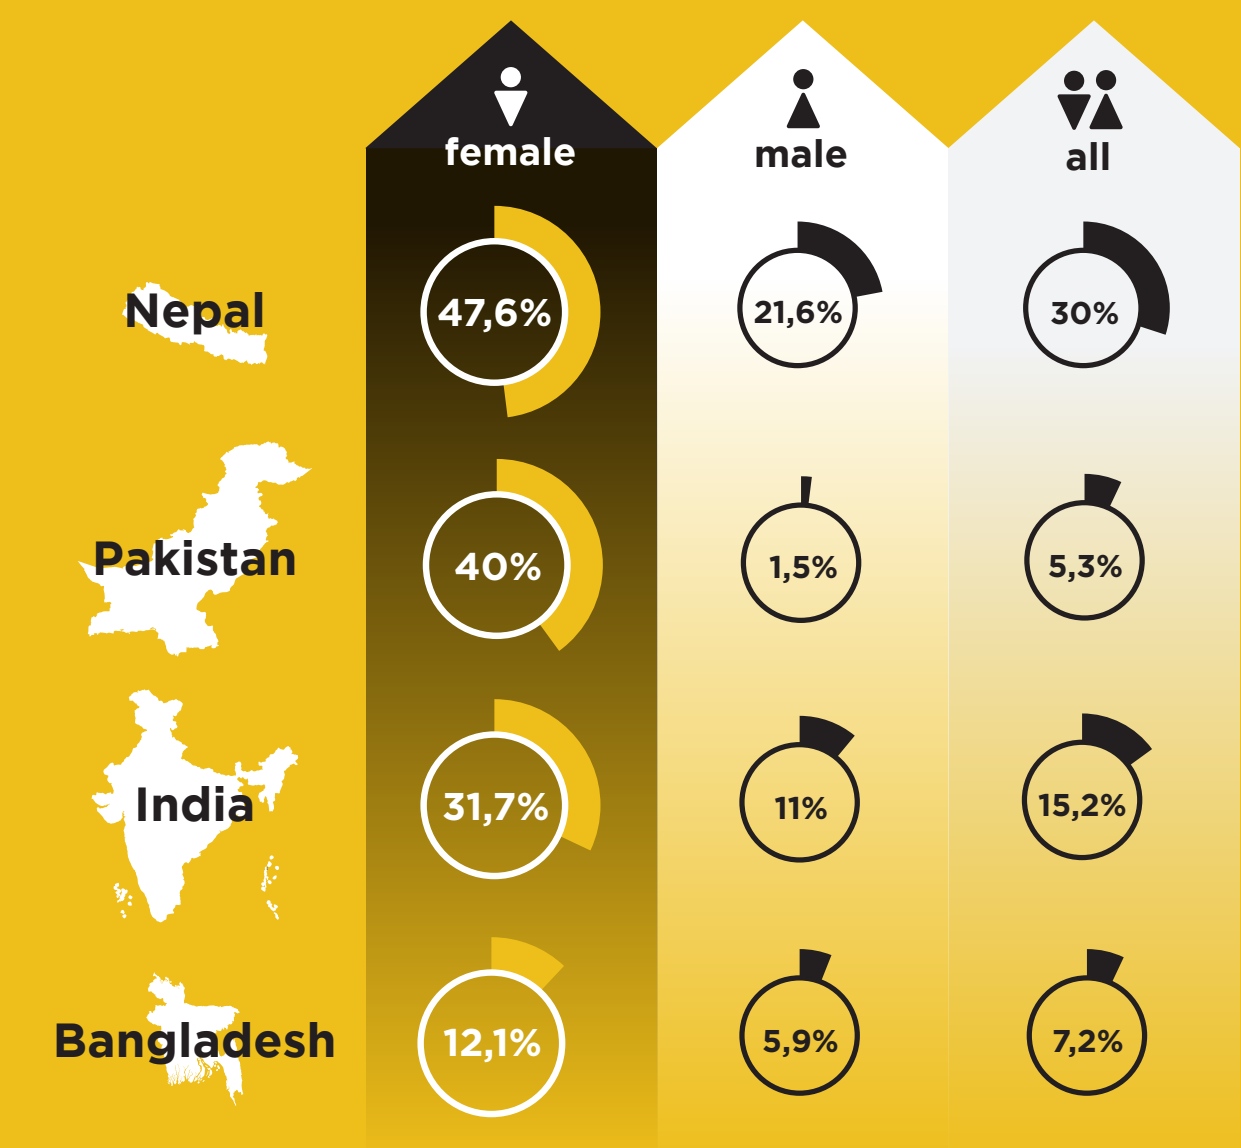 female
male
all
Nepal
47,6%
21,6%
30%
Pakistan
40%
1,5%
5,3%
India
31,7%
11%
15,2%
Bangladesh
12,1%
5,9%
7,2%